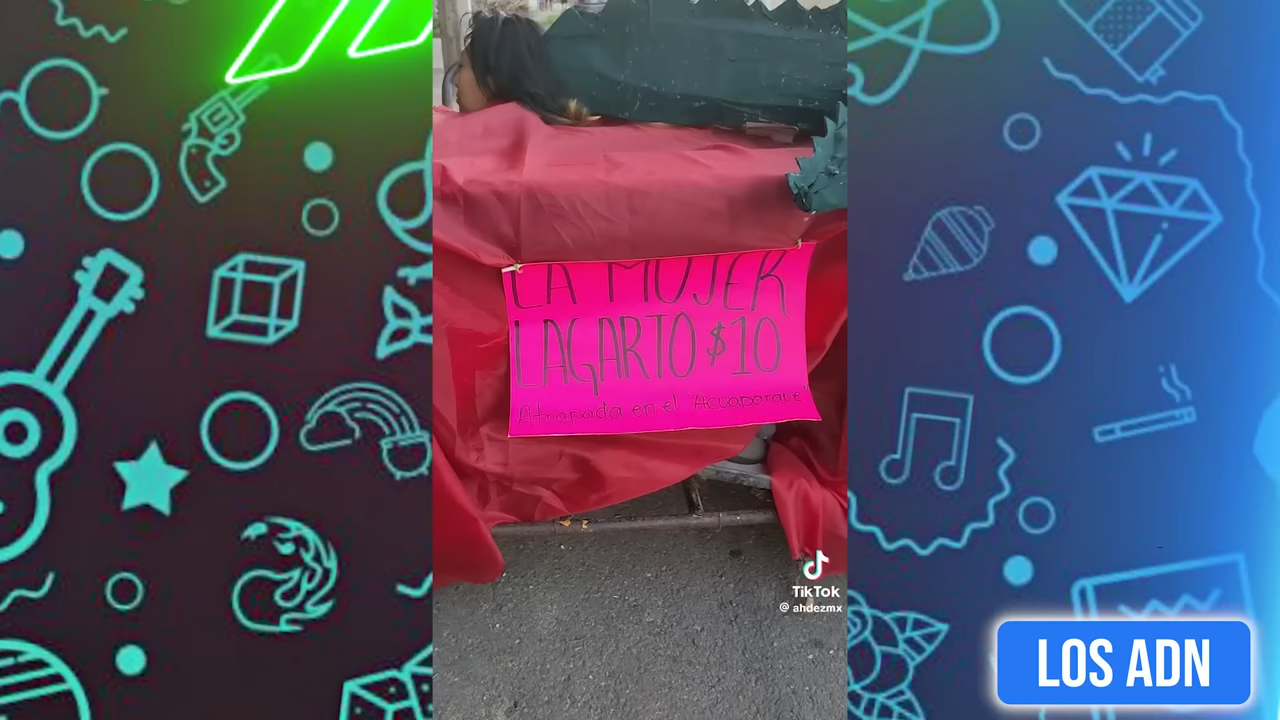 LA MUJER
LAGARTO $10
Atrapada en el "Acuaparque"
TikTok
@ ahdezmx
LOS ADN